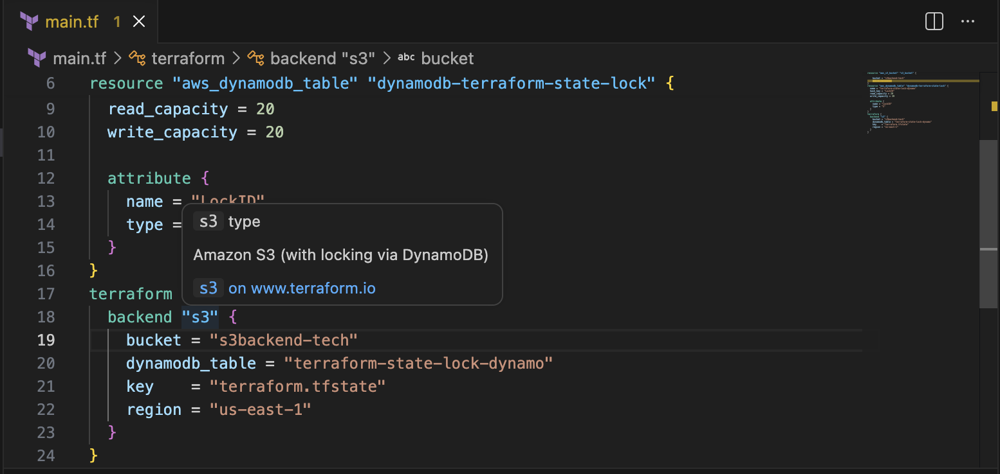 main.tf 1
main.tf > terraform > backend "s3" > abc bucket
6 resource "aws_dynamodb_table" "dynamodb-terraform-state-lock" {
9 read_capacity = 20
10 write_capacity = 20
11
12 attribute {
13 name = "LockID"
14 type =
15 }
16 }
17 terraform
18 backend "s3" {
19 bucket = "s3backend-tech"
20 dynamodb_table = "terraform-state-lock-dynamo"
21 key = "terraform.tfstate"
22 region = "us-east-1"
23 }
24 }
s3 type
Amazon S3 (with locking via DynamoDB)
s3 on www.terraform.io